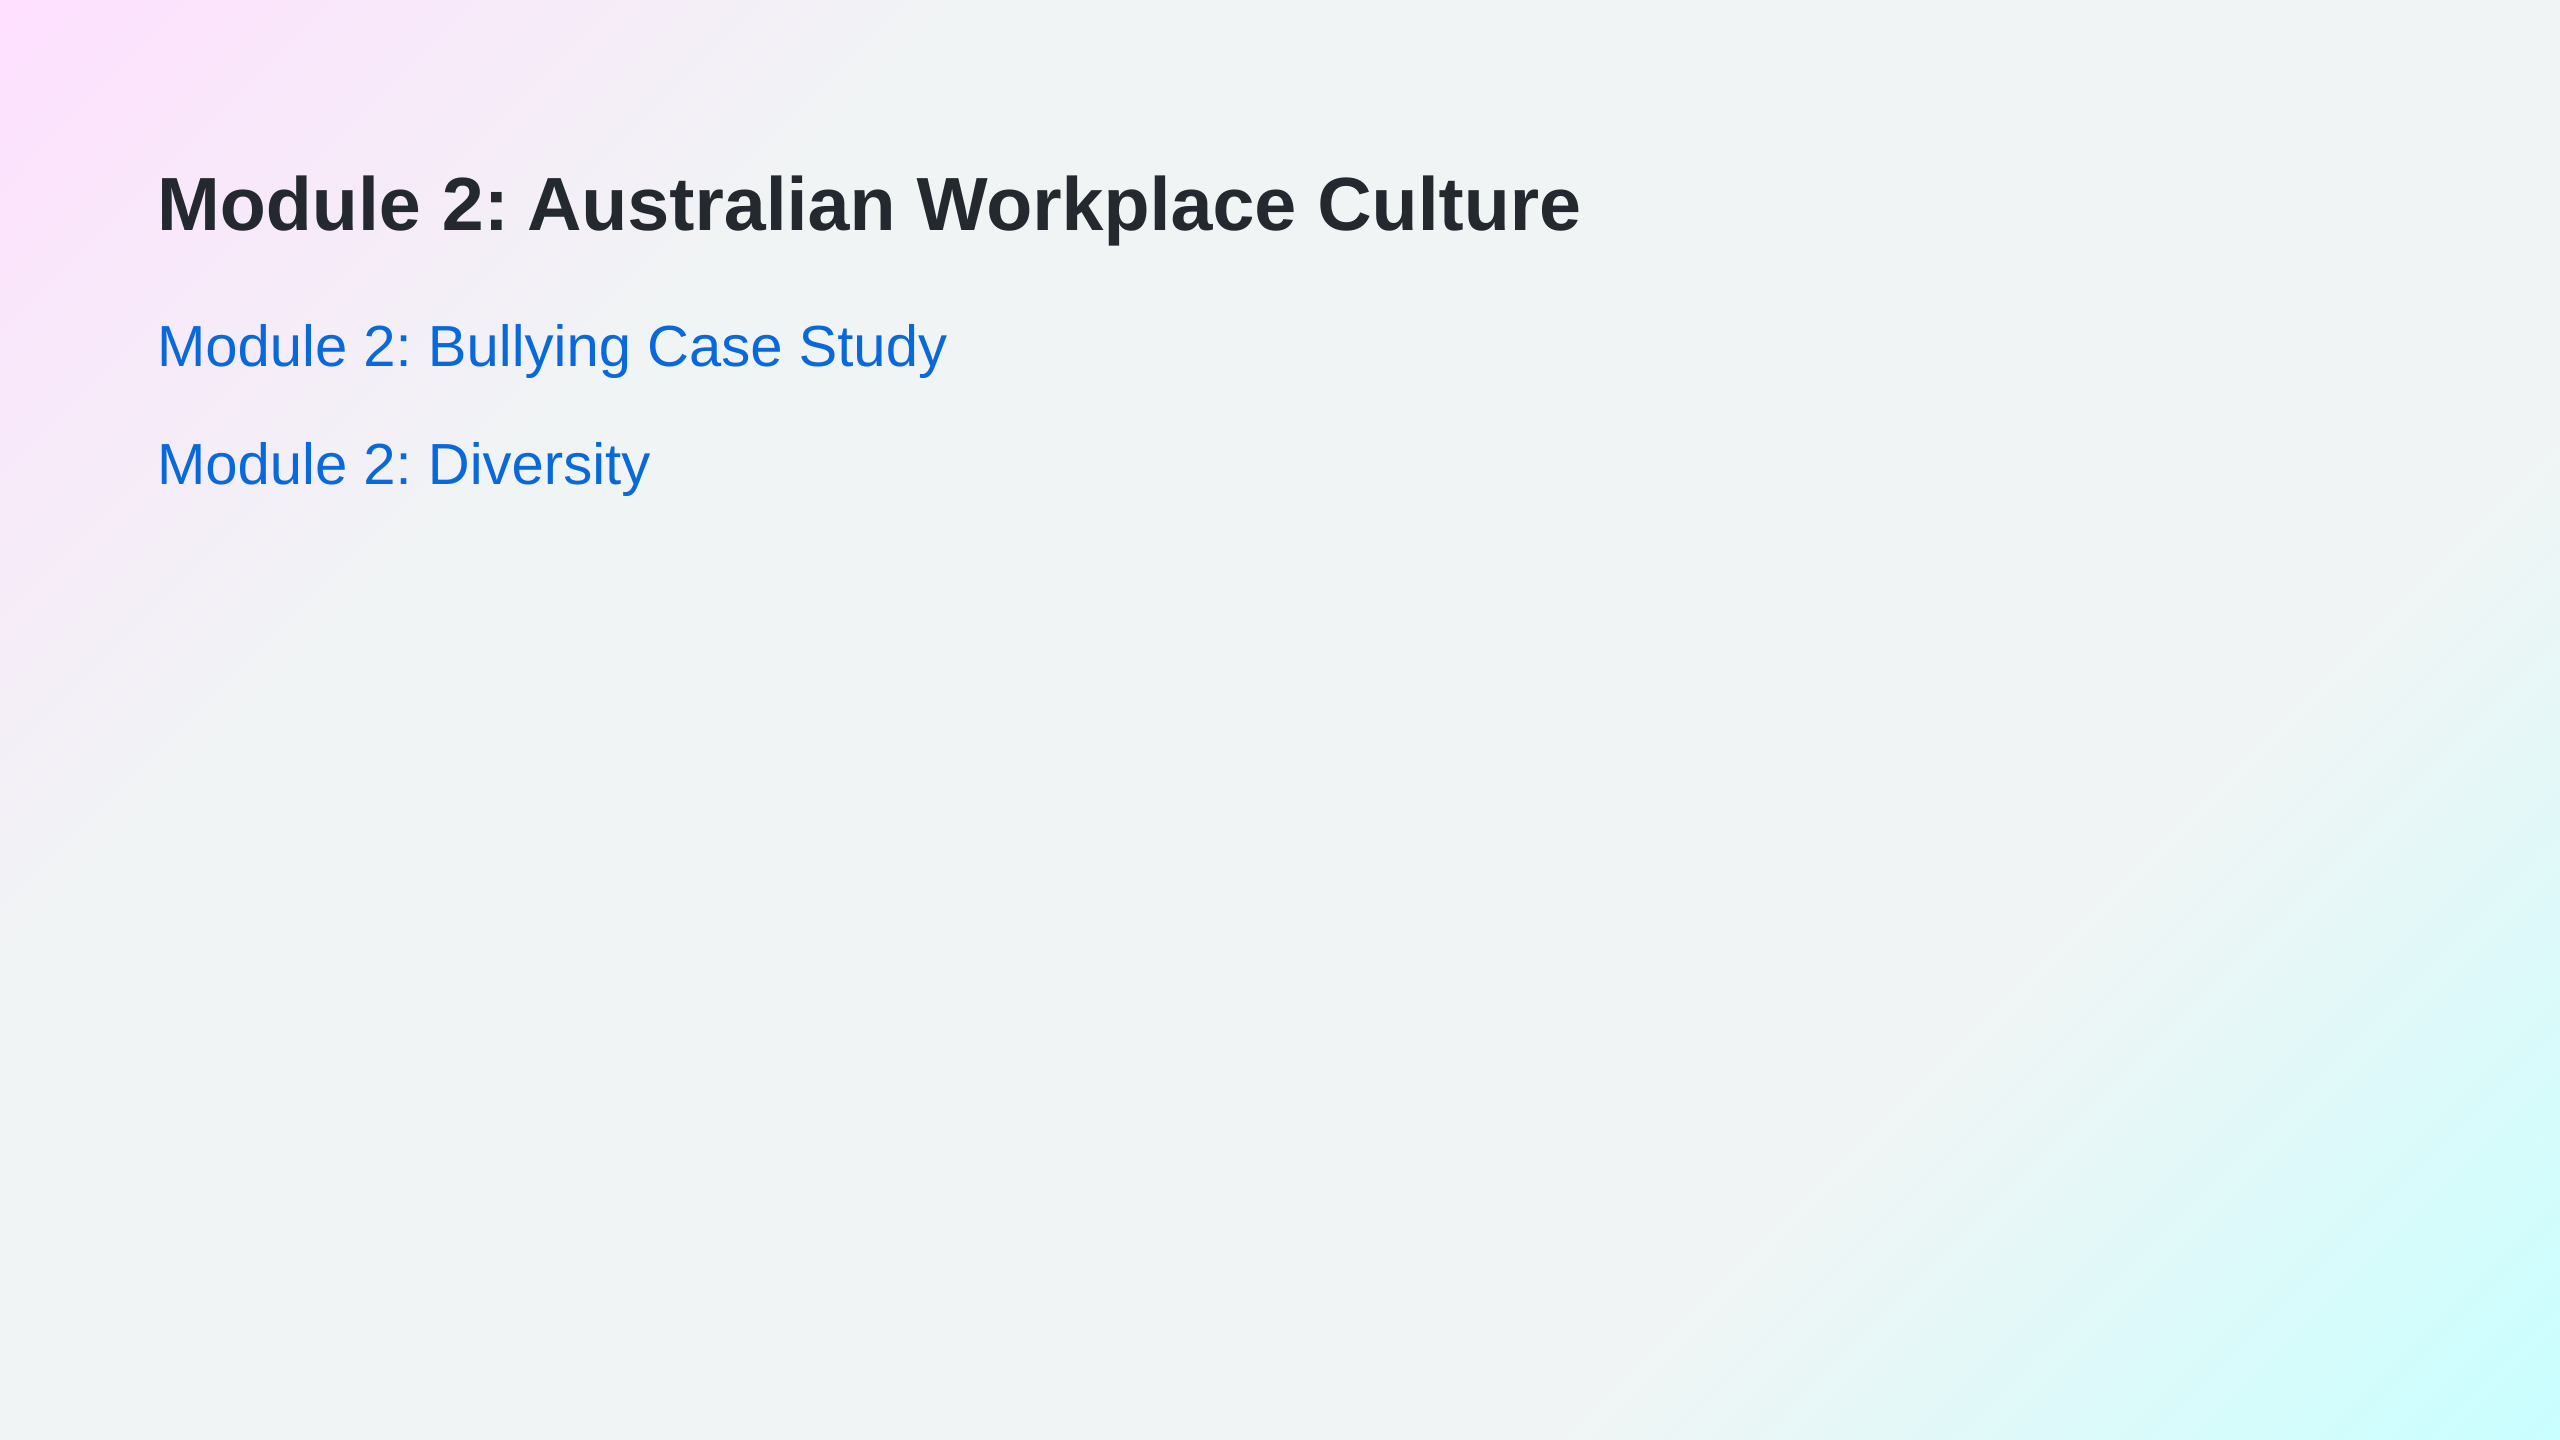 Module 2: Australian Workplace Culture
Module 2: Bullying Case Study
Module 2: Diversity